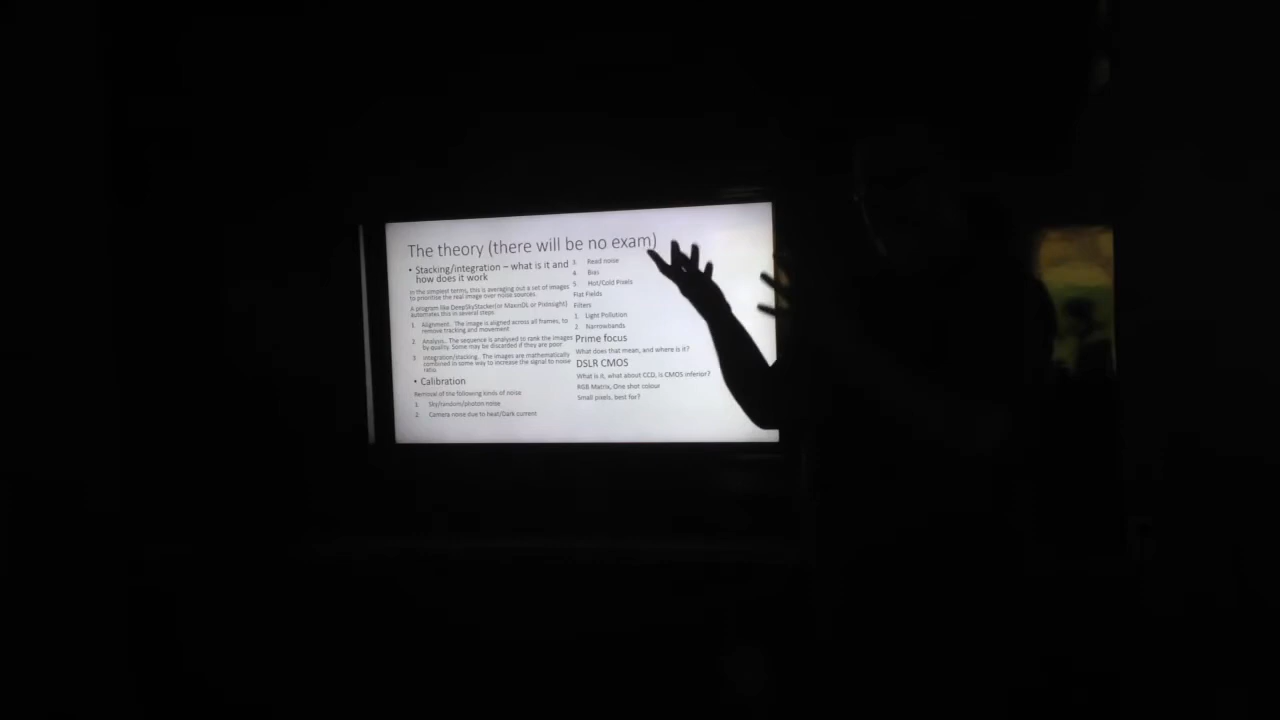 The theory (there will be no exam)
• Stacking/integration – what is it and
how does it work
In the simplest terms, this is averaging out a set of images
to prioritise the real image over noise sources.
A program like DeepSkyStacker(or MaximDL or PixInsight)
automates this in several steps
1. Alignment. The image is aligned across all frames, to
remove tracking and movement
2. Analysis. The sequence is analysed to rank the images
by quality. Some may be discarded if they are poor
3. Integration/stacking. The images are mathematically
combined in some way to increase the signal to noise
ratio.
• Calibration
Removal of the following kinds of noise
1. Sky/random/photon noise
2. Camera noise due to heat/Dark current
3. Read noise
4. Bias
5. Hot/Cold Pixels
Flat Fields
Filters
1. Light Pollution
2. Narrowbands
Prime focus
What does that mean, and where is it?
DSLR CMOS
What is it, what about CCD, is CMOS inferior?
RGB Matrix, One shot colour
Small pixels, best for?